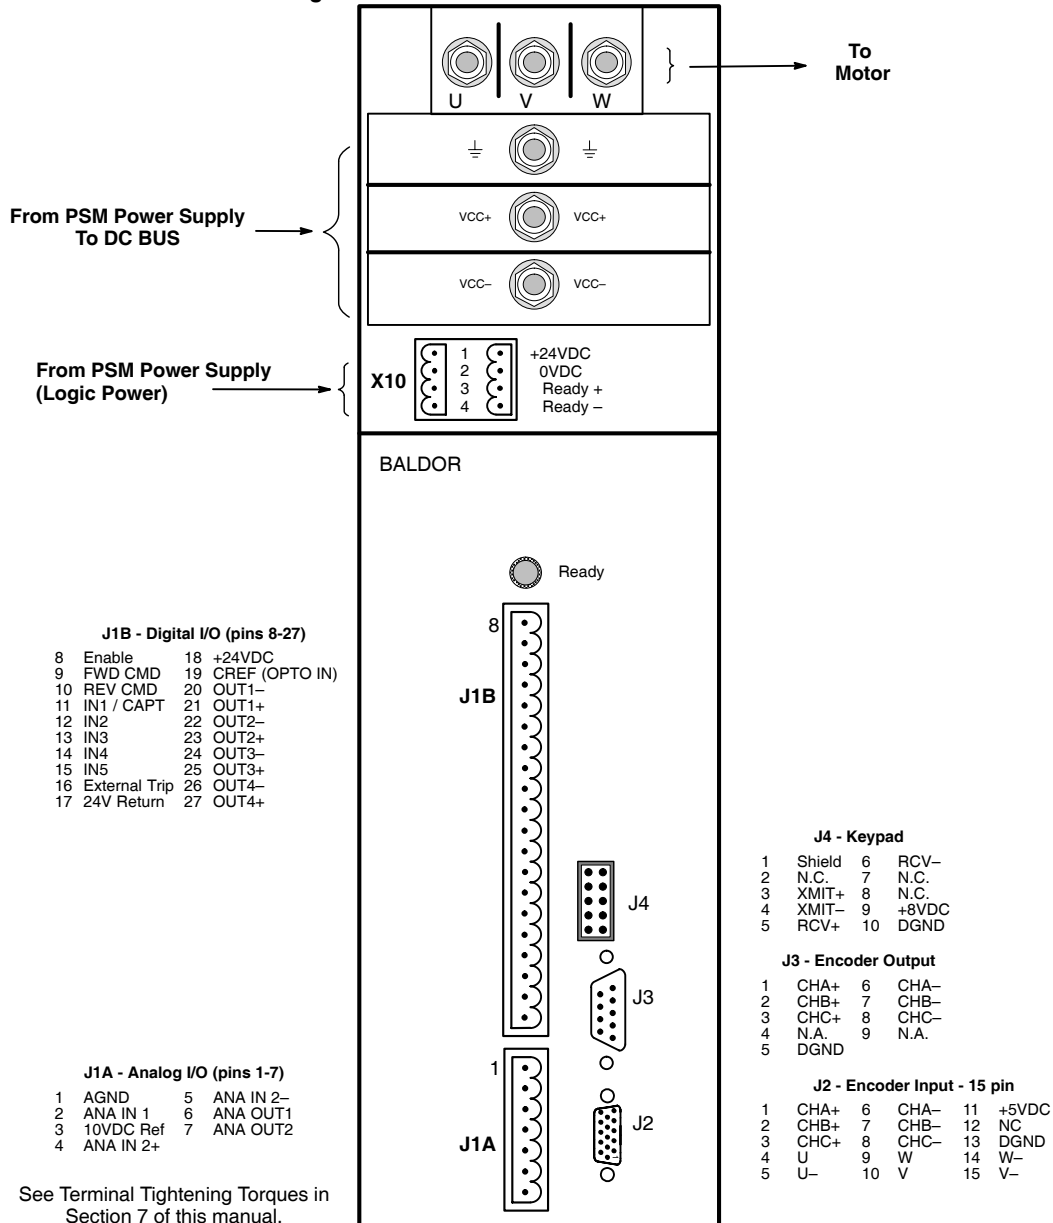 To
Motor
U V W
From PSM Power Supply
To DC BUS
VCC+ VCC+
VCC– VCC–
From PSM Power Supply
(Logic Power)
X10
1 +24VDC
2 0VDC
3 Ready +
4 Ready –
BALDOR
Ready
J1B - Digital I/O (pins 8-27)
8 Enable 18 +24VDC
9 FWD CMD 19 CREF (OPTO IN)
10 REV CMD 20 OUT1–
11 IN1 / CAPT 21 OUT1+
12 IN2 22 OUT2–
13 IN3 23 OUT2+
14 IN4 24 OUT3–
15 IN5 25 OUT3+
16 External Trip 26 OUT4–
17 24V Return 27 OUT4+
8
J1B
J4
J3
1
J1A
J2
J4 - Keypad
1 Shield 6 RCV–
2 N.C. 7 N.C.
3 XMIT+ 8 N.C.
4 XMIT– 9 +8VDC
5 RCV+ 10 DGND
J3 - Encoder Output
1 CHA+ 6 CHA–
2 CHB+ 7 CHB–
3 CHC+ 8 CHC–
4 N.A. 9 N.A.
5 DGND
J1A - Analog I/O (pins 1-7)
1 AGND 5 ANA IN 2–
2 ANA IN 1 6 ANA OUT1
3 10VDC Ref 7 ANA OUT2
4 ANA IN 2+
J2 - Encoder Input - 15 pin
1 CHA+ 6 CHA– 11 +5VDC
2 CHB+ 7 CHB– 12 NC
3 CHC+ 8 CHC– 13 DGND
4 U 9 W 14 W–
5 U– 10 V 15 V–
See Terminal Tightening Torques in
Section 7 of this manual.